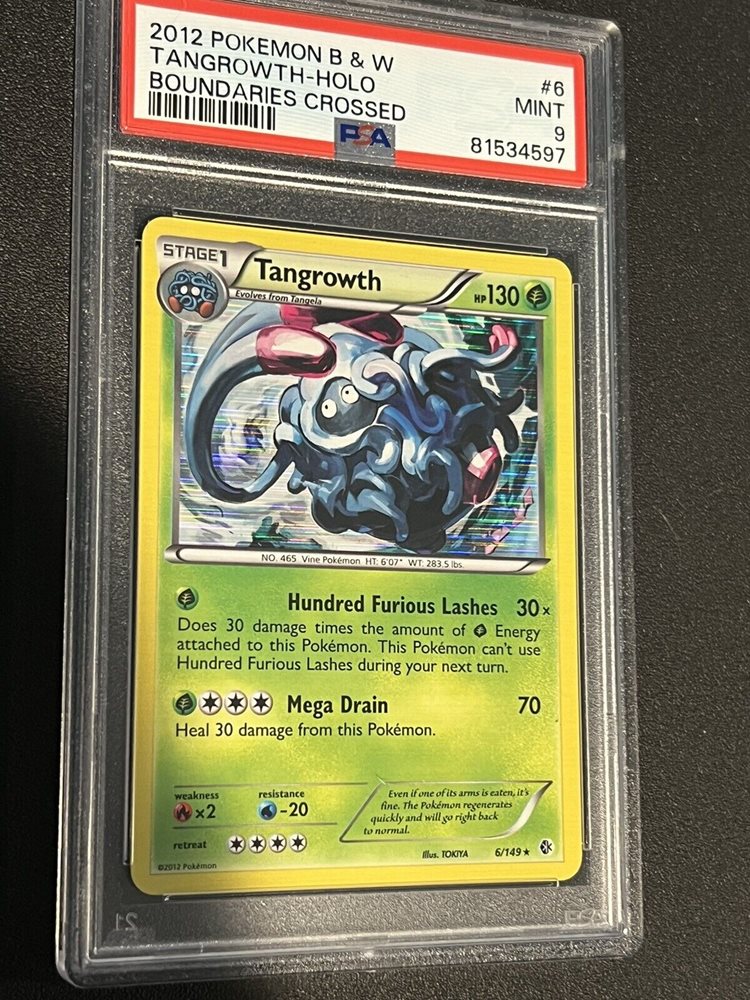 2012 POKEMON B & W
#6
TANGROWTH-HOLO
MINT
BOUNDARIES CROSSED
9
PSA
81534597
STAGE1
Tangrowth
HP130
Evolves from Tangela
NO. 465 Vine Pokémon HT: 6'07" WT: 283.5 lbs.
Hundred Furious Lashes 30×
Does 30 damage times the amount of Energy
attached to this Pokémon. This Pokémon can't use
Hundred Furious Lashes during your next turn.
Mega Drain 70
Heal 30 damage from this Pokémon.
weakness
×2
resistance
-20
retreat
Even if one of its arms is eaten, it's
fine. The Pokémon regenerates
quickly and will go right back
to normal.
Illus. TOKIYA 6/149 ★
©2012 Pokémon